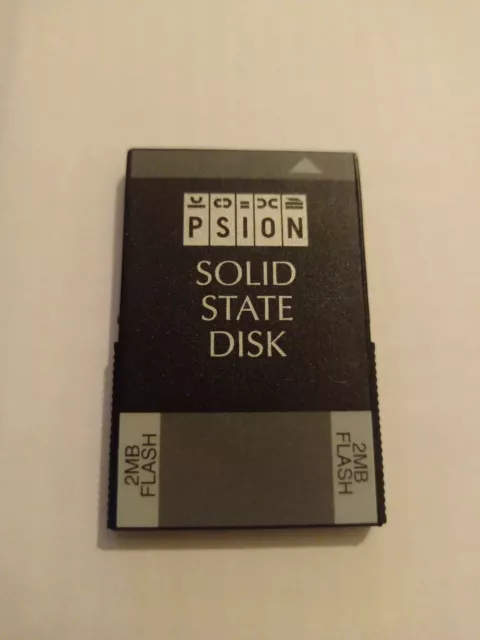 PSION
SOLID
STATE
DISK
2MB
FLASH
2MB
FLASH